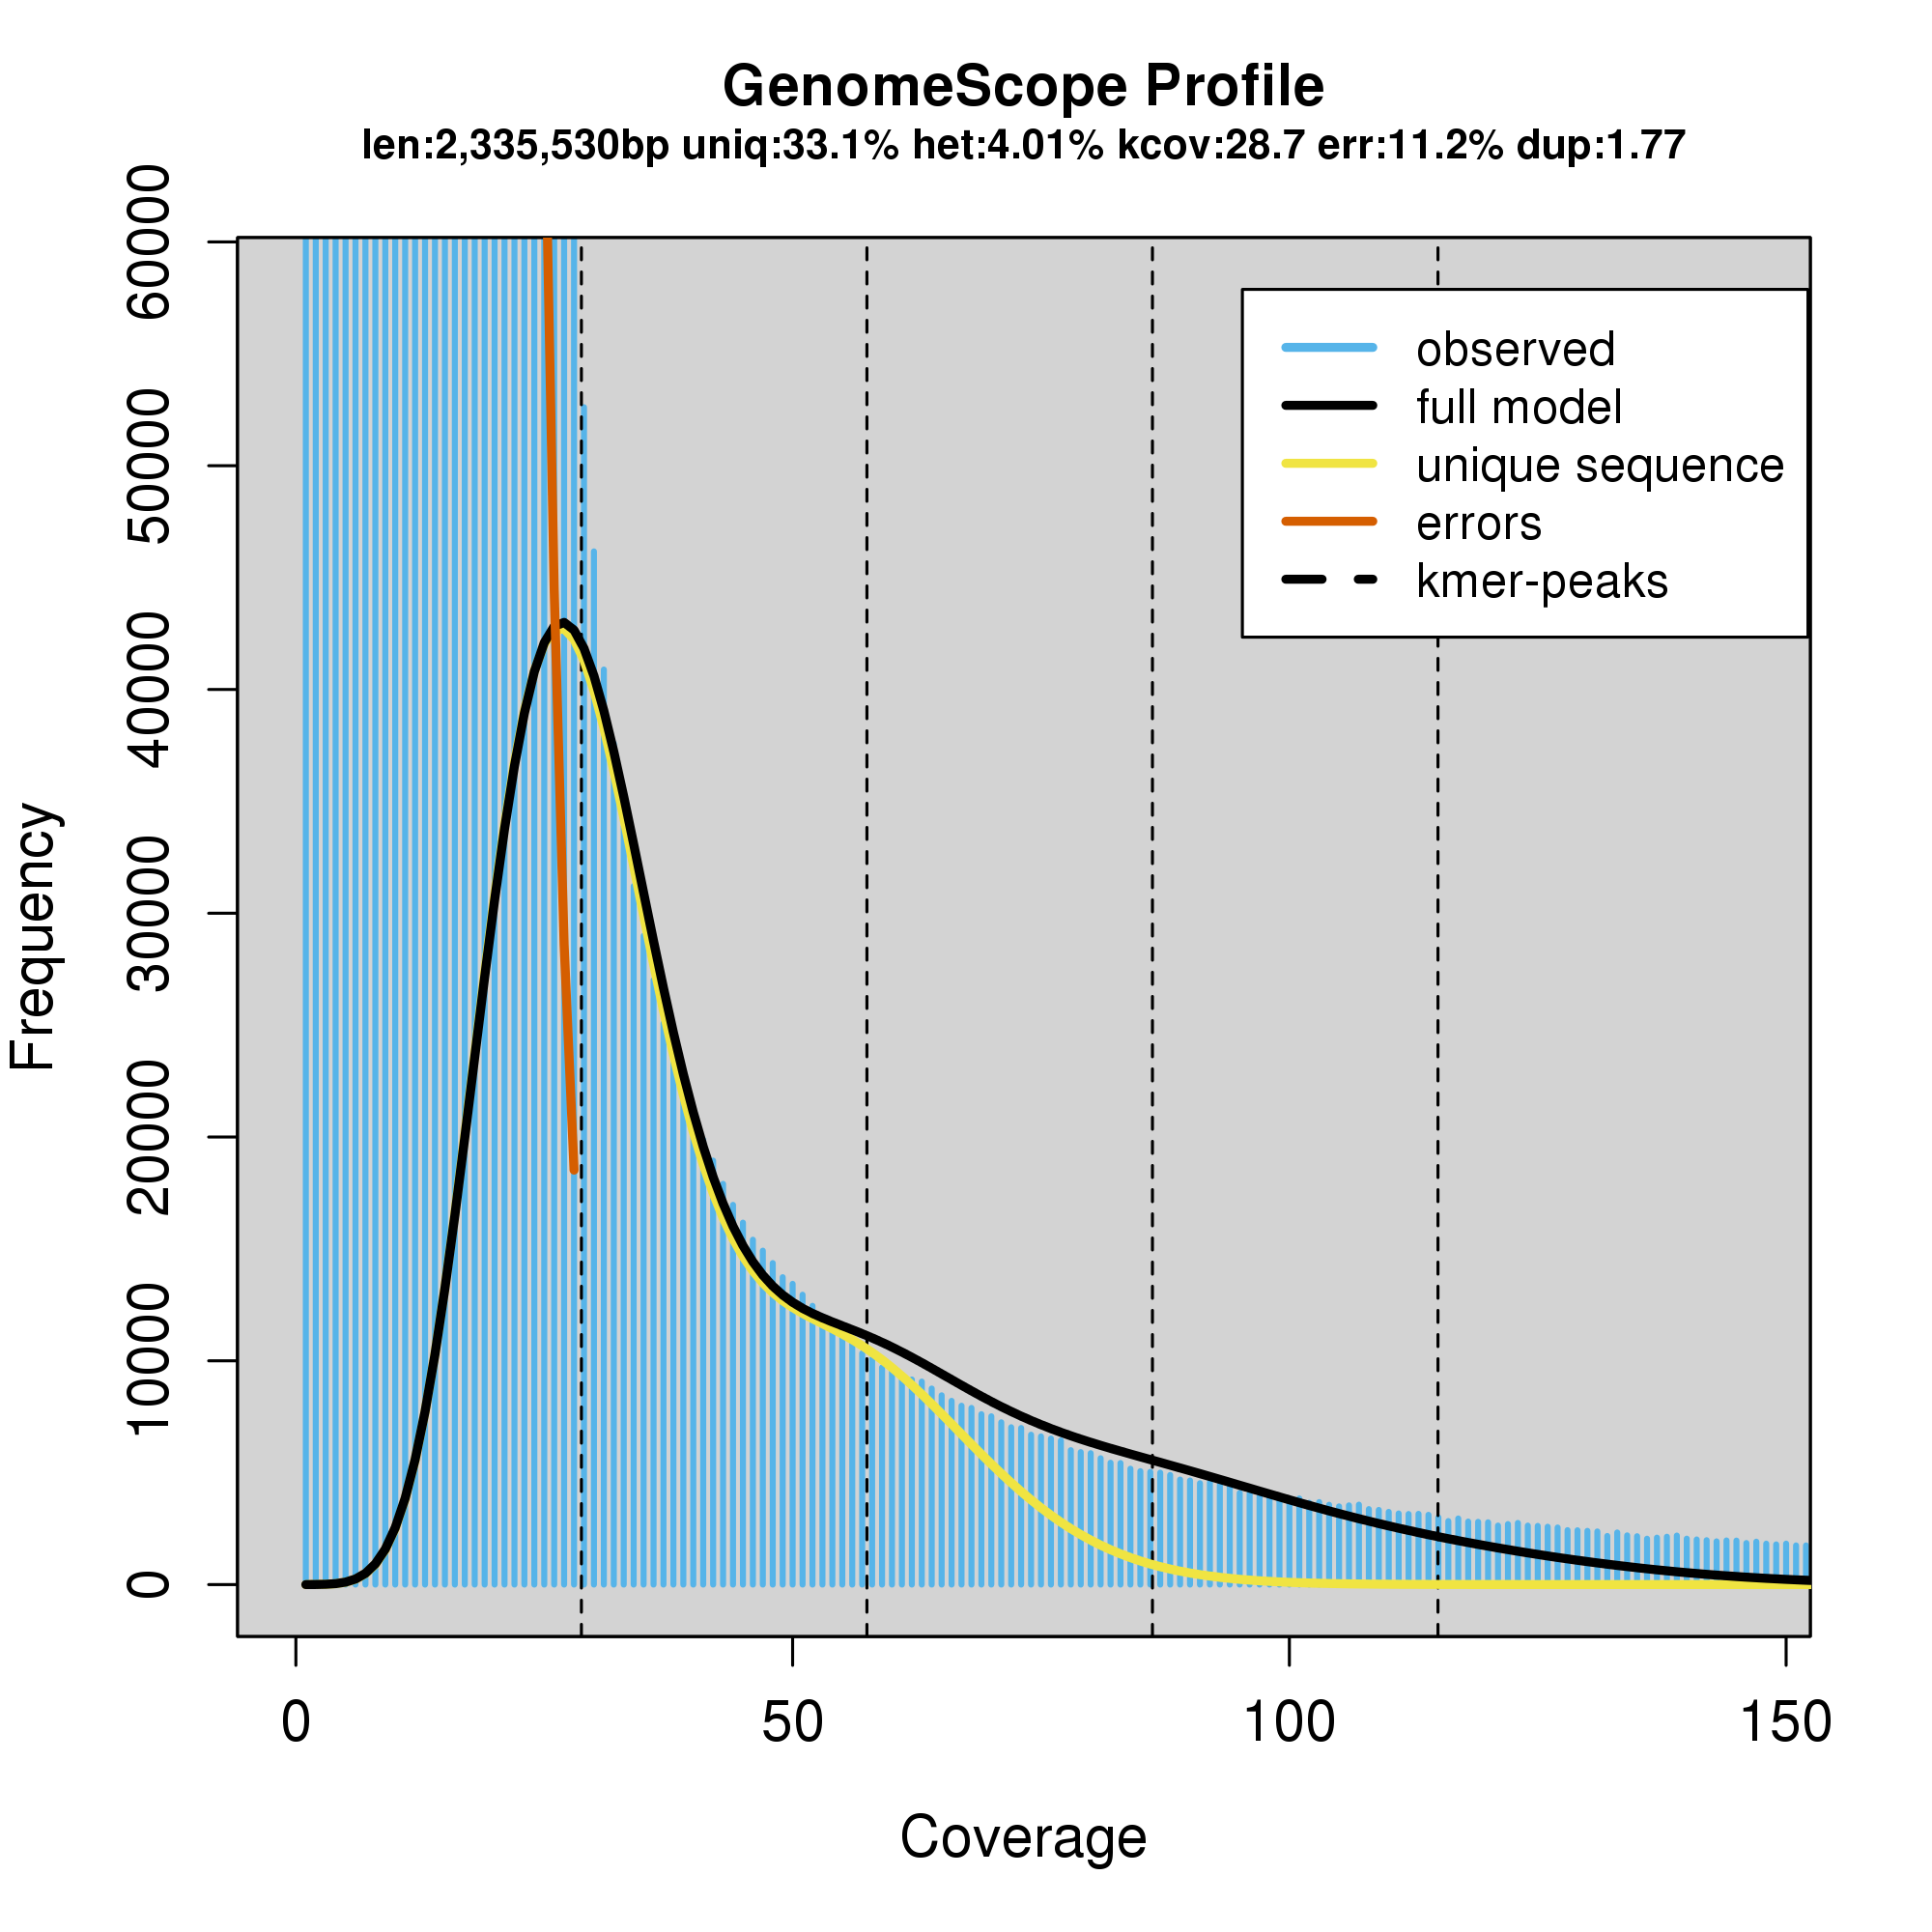 GenomeScope Profile
len:2,335,530bp uniq:33.1% het:4.01% kcov:28.7 err:11.2% dup:1.77
60000
50000
40000
30000
20000
10000
0
Frequency
observed
full model
unique sequence
errors
kmer-peaks
0 50 100 150
Coverage